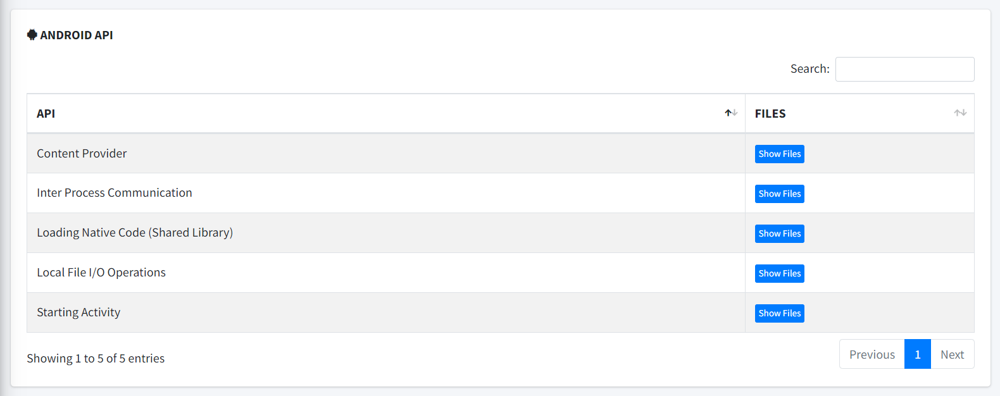 ANDROID API
Search:
API FILES
Content Provider Show Files
Inter Process Communication Show Files
Loading Native Code (Shared Library) Show Files
Local File I/O Operations Show Files
Starting Activity Show Files
Showing 1 to 5 of 5 entries Previous 1 Next